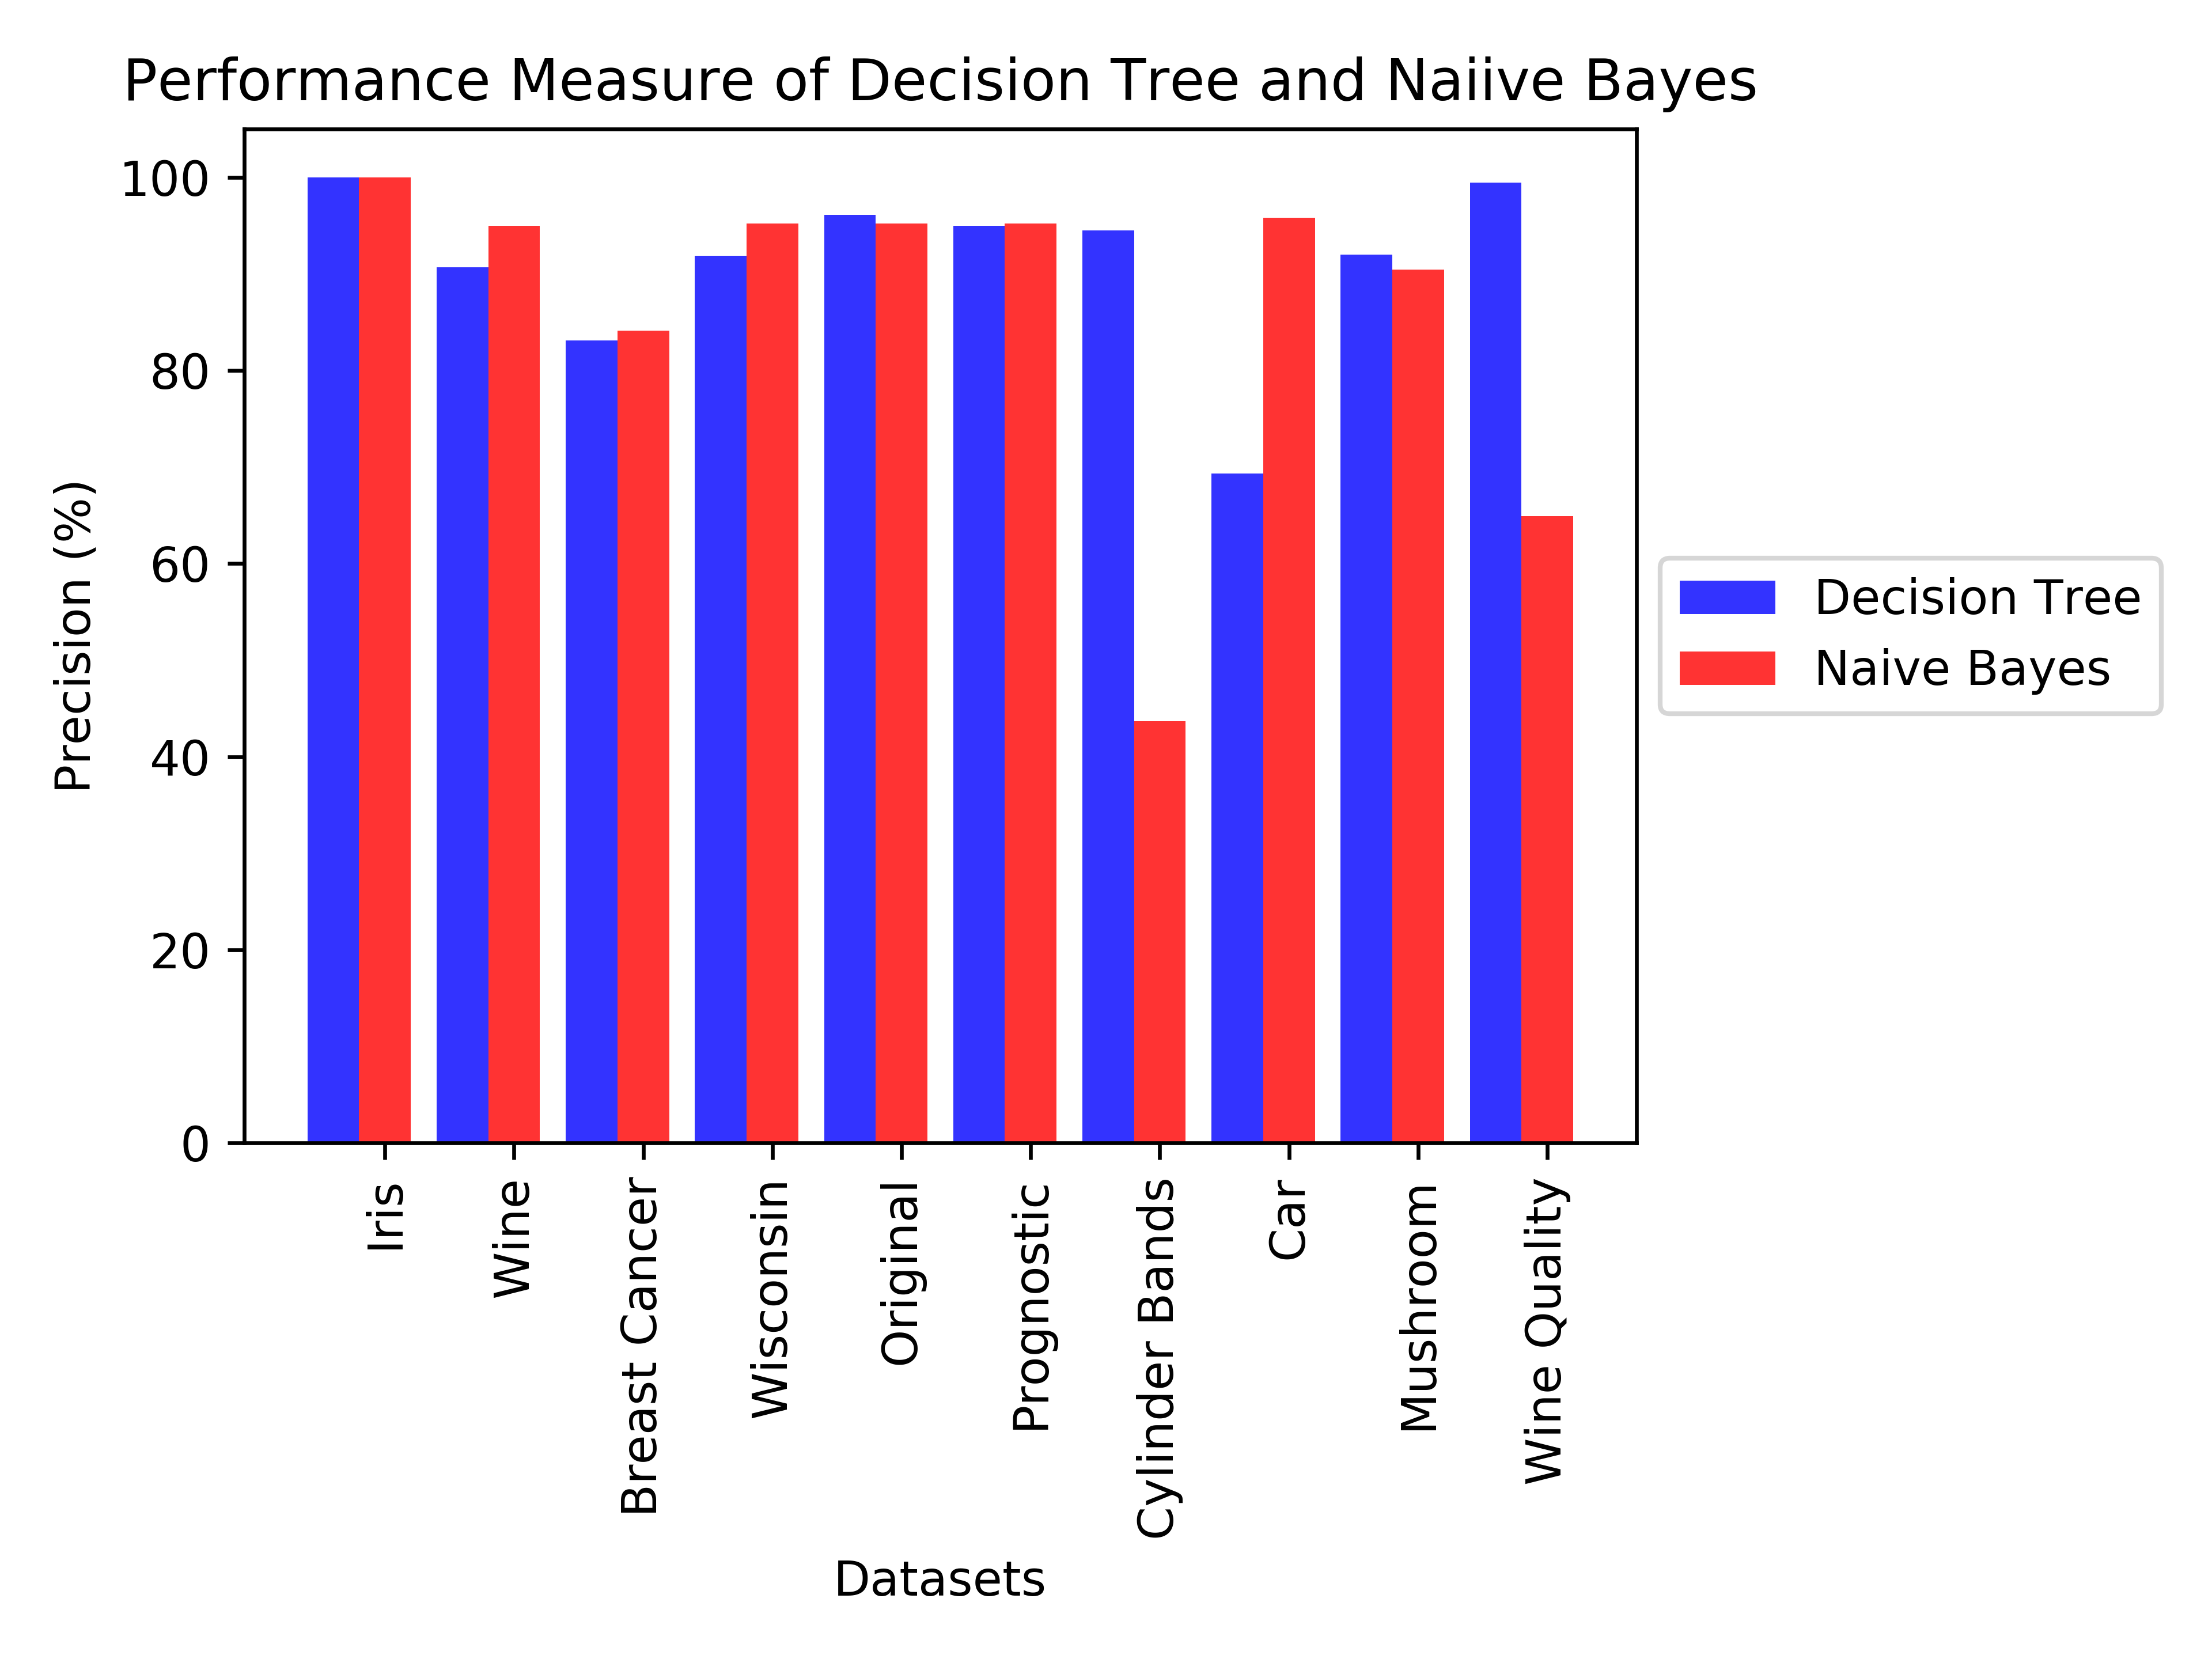 Performance Measure of Decision Tree and Naiive Bayes
Precision (%)
100
80
60
40
20
0
Decision Tree
Naive Bayes
Iris
Wine
Breast Cancer
Wisconsin
Original
Prognostic
Cylinder Bands
Car
Mushroom
Wine Quality
Datasets